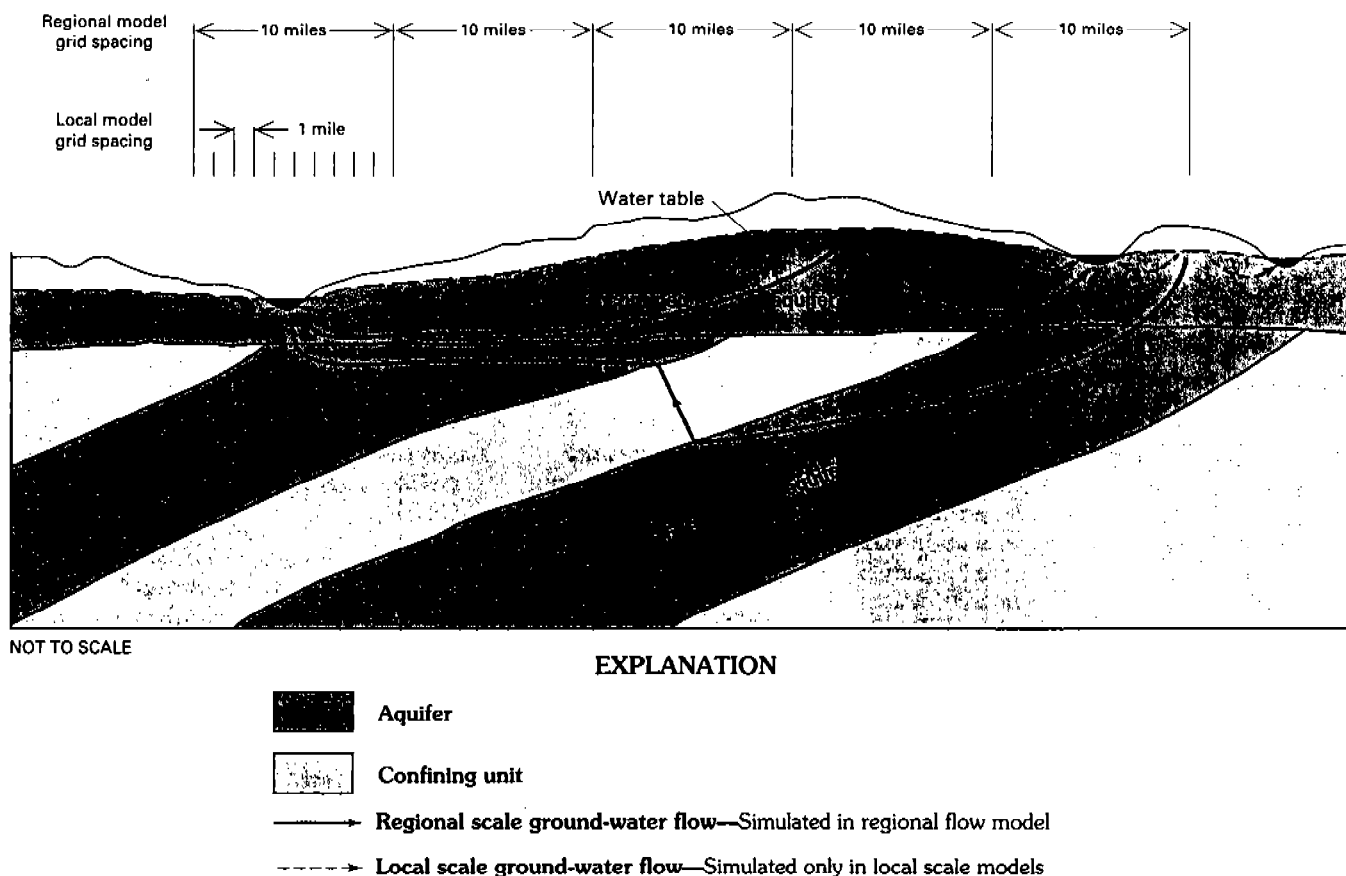 Regional model
grid spacing
10 miles
10 miles
10 miles
10 miles
10 miles
Local model
grid spacing
1 mile
Water table
aquifer
NOT TO SCALE
EXPLANATION
Aquifer
Confining unit
Regional scale ground-water flow—Simulated in regional flow model
Local scale ground-water flow—Simulated only in local scale models